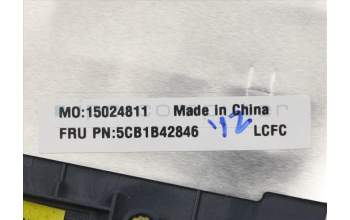 MO:15024811 Made in China
FRU PN:5CB1B42846 LCFC